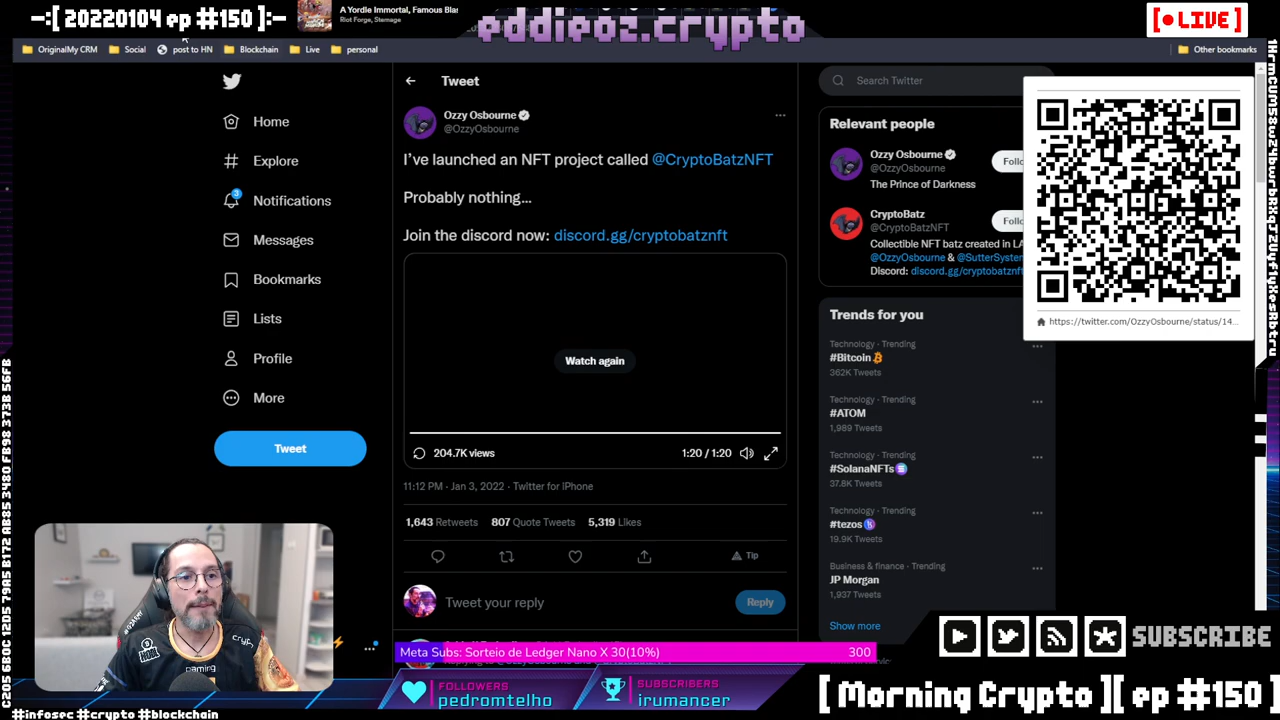 -:[ 20220104 ep #150 ]:-
A Yordle Immortal, Famous Blas
Riot Forge, Stemage
eddieoz.crypto
[● LIVE]
OriginalMy CRM
Social
post to HN
Blockchain
Live
personal
Other bookmarks
Home
Explore
3
Notifications
Messages
Bookmarks
Lists
Profile
More
Tweet
Tweet
Ozzy Osbourne
@OzzyOsbourne
I've launched an NFT project called @CryptoBatzNFT
Probably nothing...
Join the discord now: discord.gg/cryptobatznft
Watch again
204.7K views
1:20 / 1:20
11:12 PM · Jan 3, 2022 · Twitter for iPhone
1,643 Retweets 807 Quote Tweets 5,319 Likes
Tip
Tweet your reply
Reply
Search Twitter
Relevant people
Ozzy Osbourne
@OzzyOsbourne
Follo
The Prince of Darkness
CryptoBatz
@CryptoBatzNFT
Follo
Collectible NFT batz created in LA
@OzzyOsbourne & @SutterSystem
Discord: discord.gg/cryptobatznft
https://twitter.com/OzzyOsbourne/status/14...
Trends for you
Technology · Trending
#Bitcoin
362K Tweets
Technology · Trending
#ATOM
1,989 Tweets
Technology · Trending
#SolanaNFTs
37.8K Tweets
Technology · Trending
#tezos
19.9K Tweets
Business & finance · Trending
JP Morgan
1,937 Tweets
Show more
Meta Subs: Sorteio de Ledger Nano X 30(10%) 300
FOLLOWERS
pedromtelho
SUBSCRIBERS
irumancer
SUBSCRIBE
[ Morning Crypto ][ ep #150 ]
#infosec #crypto #blockchain